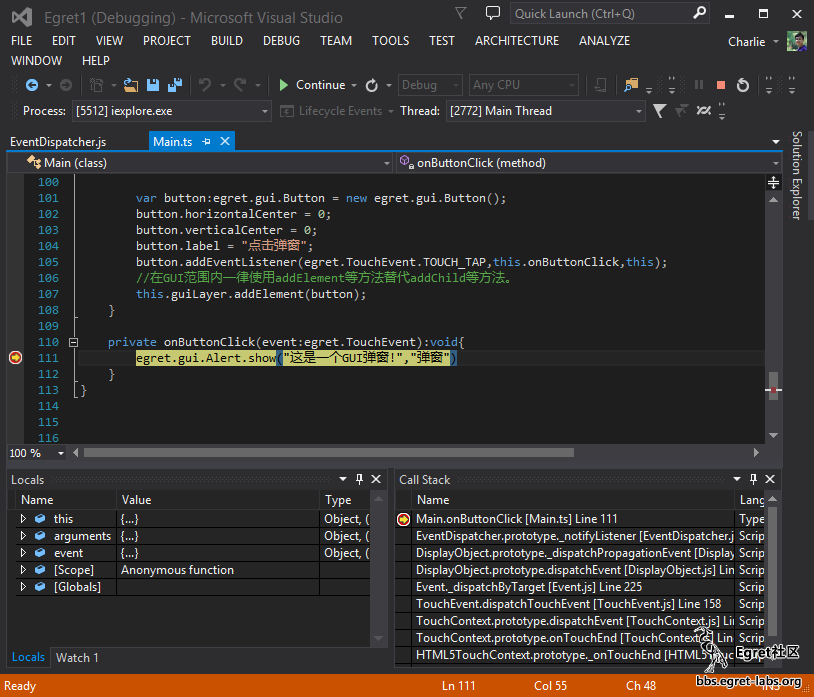 Egret1 (Debugging) - Microsoft Visual Studio
Quick Launch (Ctrl+Q)
FILE EDIT VIEW PROJECT BUILD DEBUG TEAM TOOLS TEST ARCHITECTURE ANALYZE
Charlie
WINDOW HELP
Continue Debug Any CPU
Process: [5512] iexplore.exe Lifecycle Events Thread: [2772] Main Thread
EventDispatcher.js Main.ts
Solution Explorer
Main (class) onButtonClick (method)
100
101 var button:egret.gui.Button = new egret.gui.Button();
102 button.horizontalCenter = 0;
103 button.verticalCenter = 0;
104 button.label = "点击弹窗";
105 button.addEventListener(egret.TouchEvent.TOUCH_TAP,this.onButtonClick,this);
106 //在GUI范围内一律使用addElement等方法替代addChild等方法。
107 this.guiLayer.addElement(button);
108 }
109
110 private onButtonClick(event:egret.TouchEvent):void{
111 egret.gui.Alert.show("这是一个GUI弹窗!","弹窗")
112 }
113 }
114
115
116
100 %
Locals Call Stack
Name Value Type Name Lang
this {...} Object, ( Main.onButtonClick [Main.ts] Line 111 Type
arguments {...} Object, ( EventDispatcher.prototype._notifyListener [EventDispatcher.j Scrip
event {...} Object, ( DisplayObject.prototype._dispatchPropagationEvent [Display Scrip
[Scope] Anonymous function DisplayObject.prototype.dispatchEvent [DisplayObject.js] Lin Scrip
[Globals] Event._dispatchByTarget [Event.js] Line 225 Scrip
TouchEvent.dispatchTouchEvent [TouchEvent.js] Line 158 Scrip
TouchContext.prototype.dispatchEvent [TouchContext.js] Li Scrip
TouchContext.prototype.onTouchEnd [TouchContext Lin Scrip
HTML5TouchContext.prototype._onTouchEnd [HTML5Touc Scrip
Egret社区
Locals Watch 1
bbs.egret-labs.org
Ready Ln 111 Col 55 Ch 48 INS